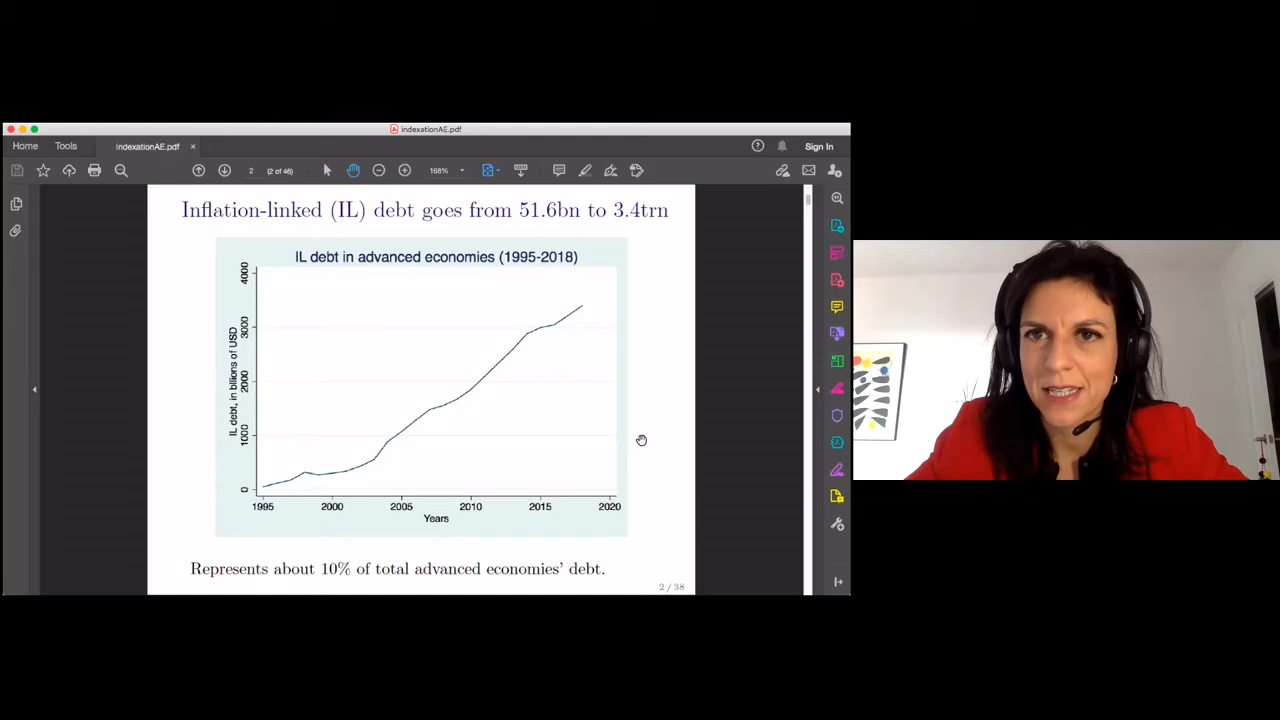 indexationAE.pdf
Home Tools indexationAE.pdf × Sign In
2 (2 of 46) 168%
Inflation-linked (IL) debt goes from 51.6bn to 3.4trn
IL debt in advanced economies (1995-2018)
IL debt, in billions of USD
4000
3000
2000
1000
0
1995 2000 2005 2010 2015 2020
Years
Represents about 10% of total advanced economies' debt.
2 / 38